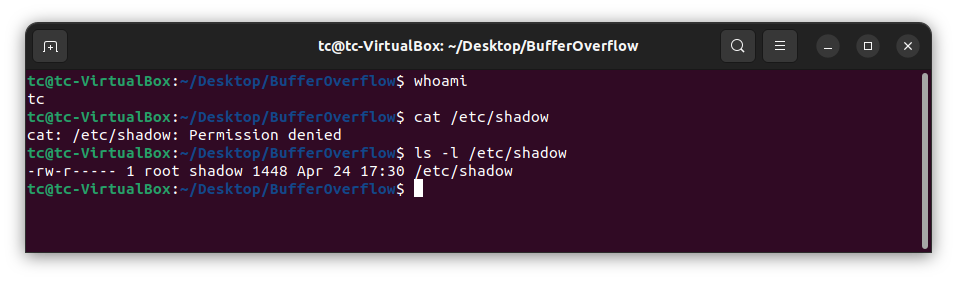 tc@tc-VirtualBox: ~/Desktop/BufferOverflow
tc@tc-VirtualBox:~/Desktop/BufferOverflow$ whoami
tc
tc@tc-VirtualBox:~/Desktop/BufferOverflow$ cat /etc/shadow
cat: /etc/shadow: Permission denied
tc@tc-VirtualBox:~/Desktop/BufferOverflow$ ls -l /etc/shadow
-rw-r----- 1 root shadow 1448 Apr 24 17:30 /etc/shadow
tc@tc-VirtualBox:~/Desktop/BufferOverflow$